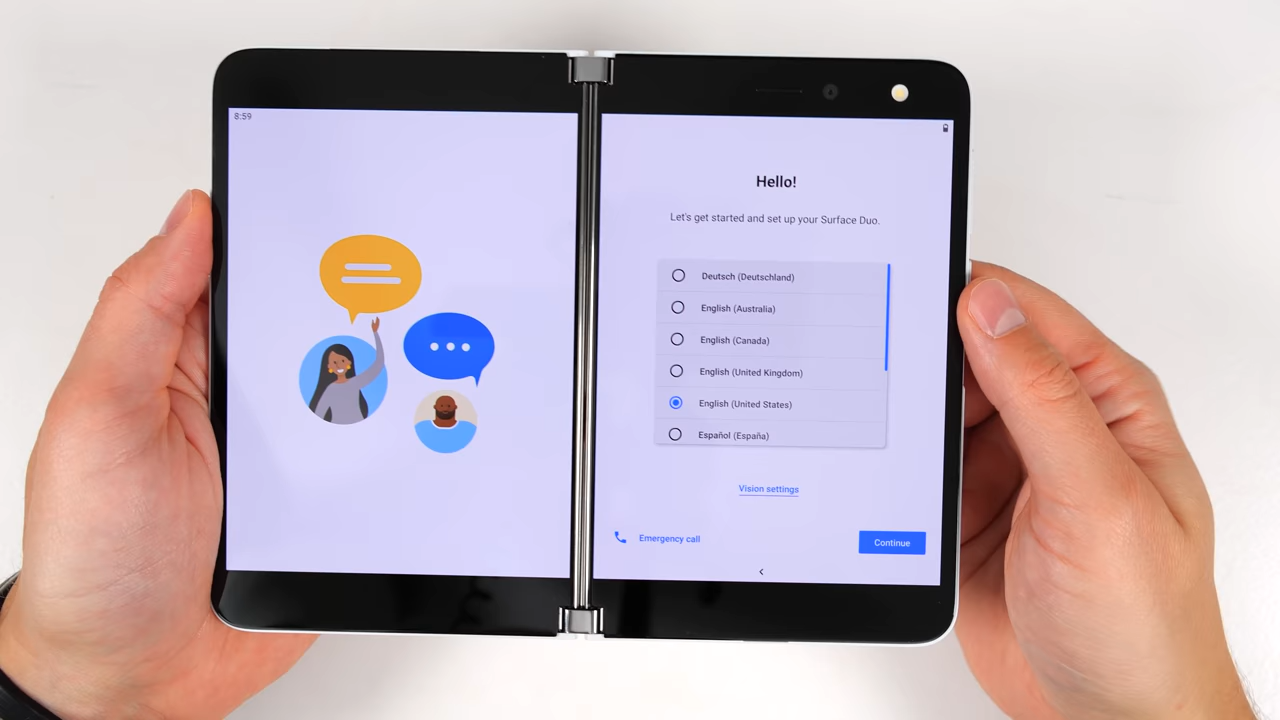 8:59
Hello!
Let's get started and set up your Surface Duo.
Deutsch (Deutschland)
English (Australia)
English (Canada)
English (United Kingdom)
English (United States)
Español (España)
Vision settings
Emergency call
Continue